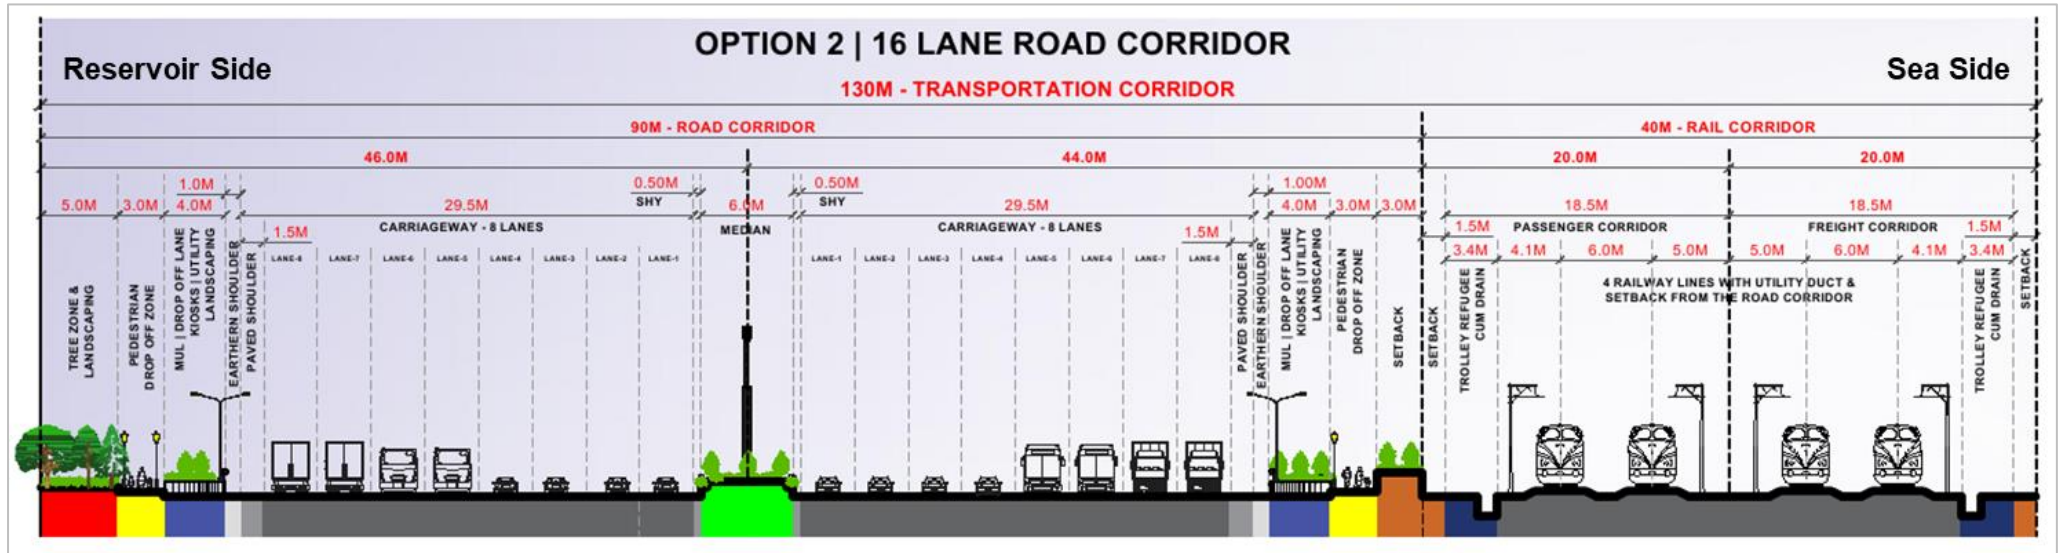 OPTION 2 | 16 LANE ROAD CORRIDOR
Reservoir Side
Sea Side
130M - TRANSPORTATION CORRIDOR
90M - ROAD CORRIDOR
40M - RAIL CORRIDOR
46.0M
44.0M
20.0M
20.0M
1.0M
0.50M
SHY
0.50M
SHY
1.00M
5.0M
3.0M
4.0M
29.5M
6.0M
29.5M
4.0M
3.0M
3.0M
18.5M
18.5M
1.5M
CARRIAGEWAY - 8 LANES
MEDIAN
CARRIAGEWAY - 8 LANES
1.5M
1.5M
PASSENGER CORRIDOR
FREIGHT CORRIDOR
1.5M
3.4M
4.1M
6.0M
5.0M
5.0M
6.0M
4.1M
3.4M
LANE-8
LANE-7
LANE-6
LANE-5
LANE-4
LANE-3
LANE-2
LANE-1
LANE-1
LANE-2
LANE-3
LANE-4
LANE-5
LANE-6
LANE-7
LANE-8
4 RAILWAY LINES WITH UTILITY DUCT &
SETBACK FROM THE ROAD CORRIDOR
TREE ZONE &
LANDSCAPING
PEDESTRIAN
DROP OFF ZONE
MUL | DROP OFF LANE
KIOSKS | UTILITY
LANDSCAPING
EARTHERN SHOULDER
PAVED SHOULDER
PAVED SHOULDER
EARTHERN SHOULDER
MUL | DROP OFF LANE
KIOSKS | UTILITY
LANDSCAPING
PEDESTRIAN
DROP OFF ZONE
SETBACK
SETBACK
TROLLEY REFUGEE
CUM DRAIN
TROLLEY REFUGEE
CUM DRAIN
SETBACK